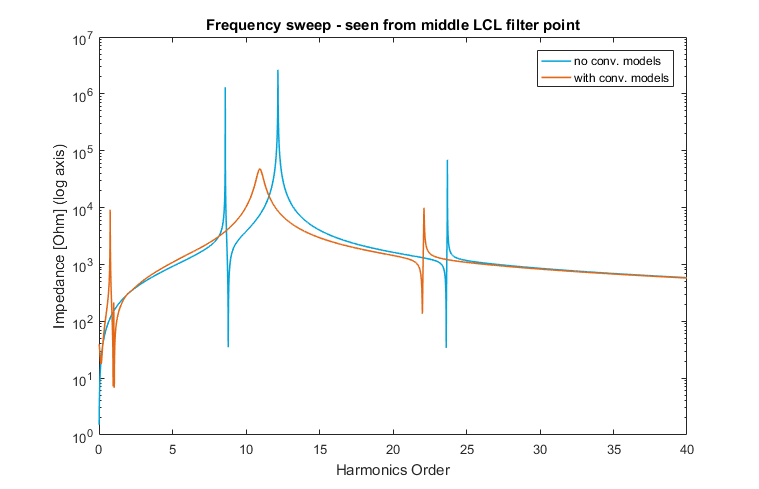 Frequency sweep - seen from middle LCL filter point
Impedance [Ohm] (log axis)
10^7
10^6
10^5
10^4
10^3
10^2
10^1
10^0
no conv. models
with conv. models
0 5 10 15 20 25 30 35 40
Harmonics Order